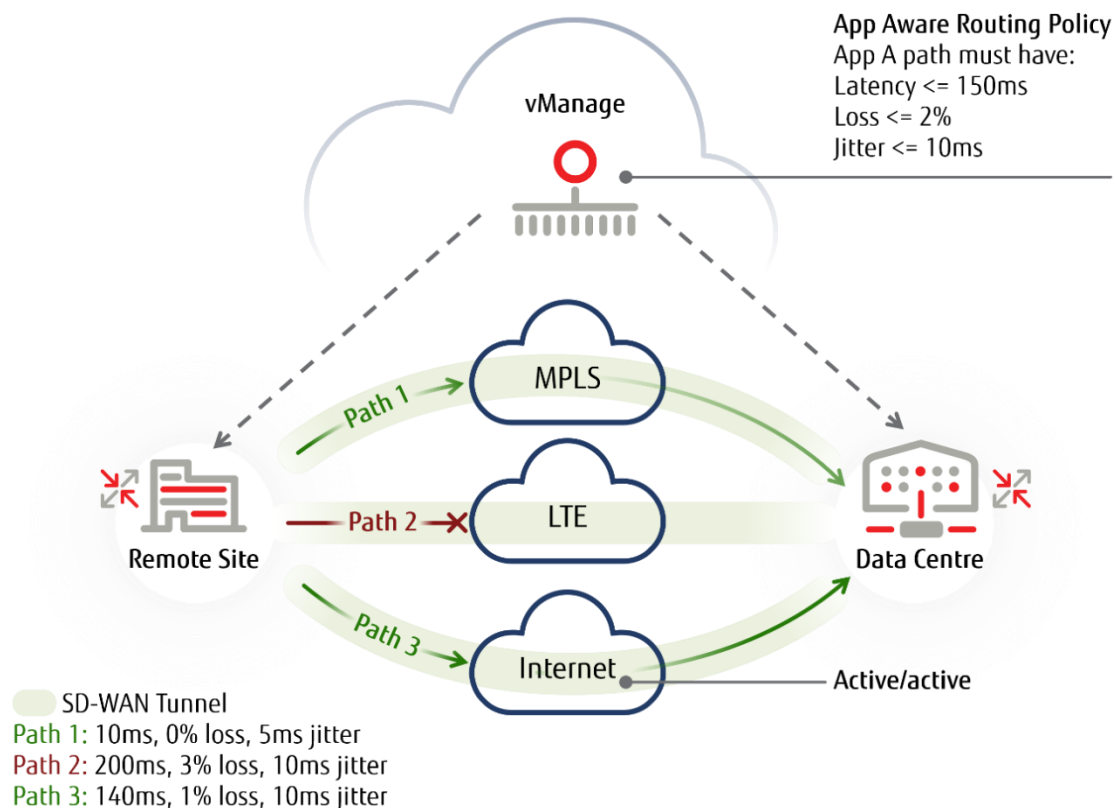 App Aware Routing Policy
App A path must have:
Latency <= 150ms
Loss <= 2%
Jitter <= 10ms
vManage
MPLS
Path 1
LTE
Path 2
Remote Site
Data Centre
Path 3
Internet
Active/active
SD-WAN Tunnel
Path 1: 10ms, 0% loss, 5ms jitter
Path 2: 200ms, 3% loss, 10ms jitter
Path 3: 140ms, 1% loss, 10ms jitter